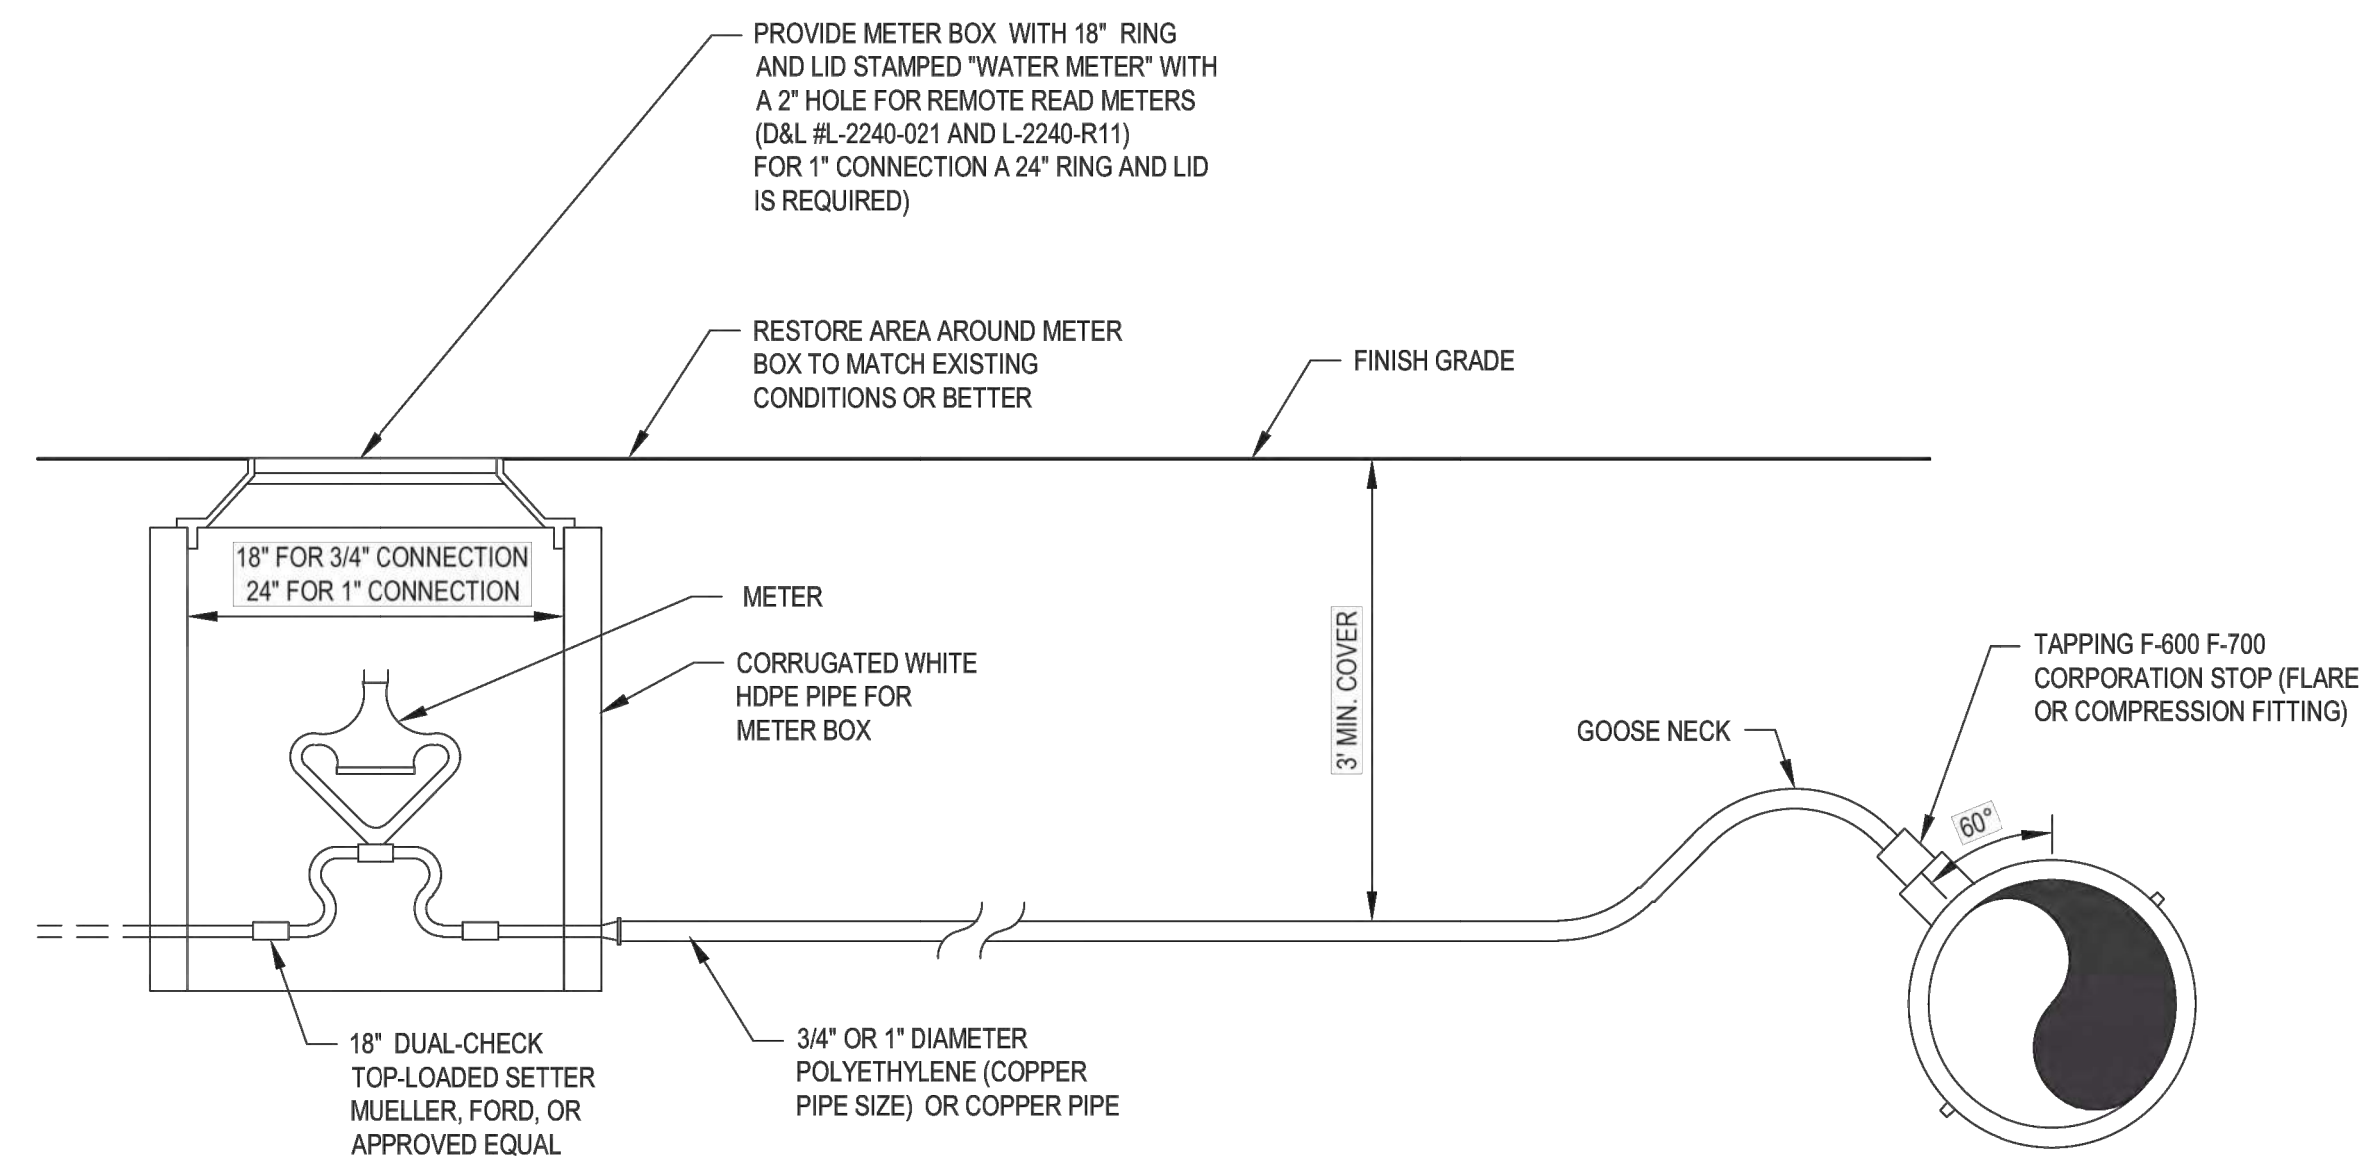 PROVIDE METER BOX WITH 18" RING
AND LID STAMPED "WATER METER" WITH
A 2" HOLE FOR REMOTE READ METERS
(D&L #L-2240-021 AND L-2240-R11)
FOR 1" CONNECTION A 24" RING AND LID
IS REQUIRED)
RESTORE AREA AROUND METER
BOX TO MATCH EXISTING
CONDITIONS OR BETTER
FINISH GRADE
18" FOR 3/4" CONNECTION
24" FOR 1" CONNECTION
METER
CORRUGATED WHITE
HDPE PIPE FOR
METER BOX
3' MIN. COVER
GOOSE NECK
TAPPING F-600 F-700
CORPORATION STOP (FLARE
OR COMPRESSION FITTING)
60°
18" DUAL-CHECK
TOP-LOADED SETTER
MUELLER, FORD, OR
APPROVED EQUAL
3/4" OR 1" DIAMETER
POLYETHYLENE (COPPER
PIPE SIZE) OR COPPER PIPE